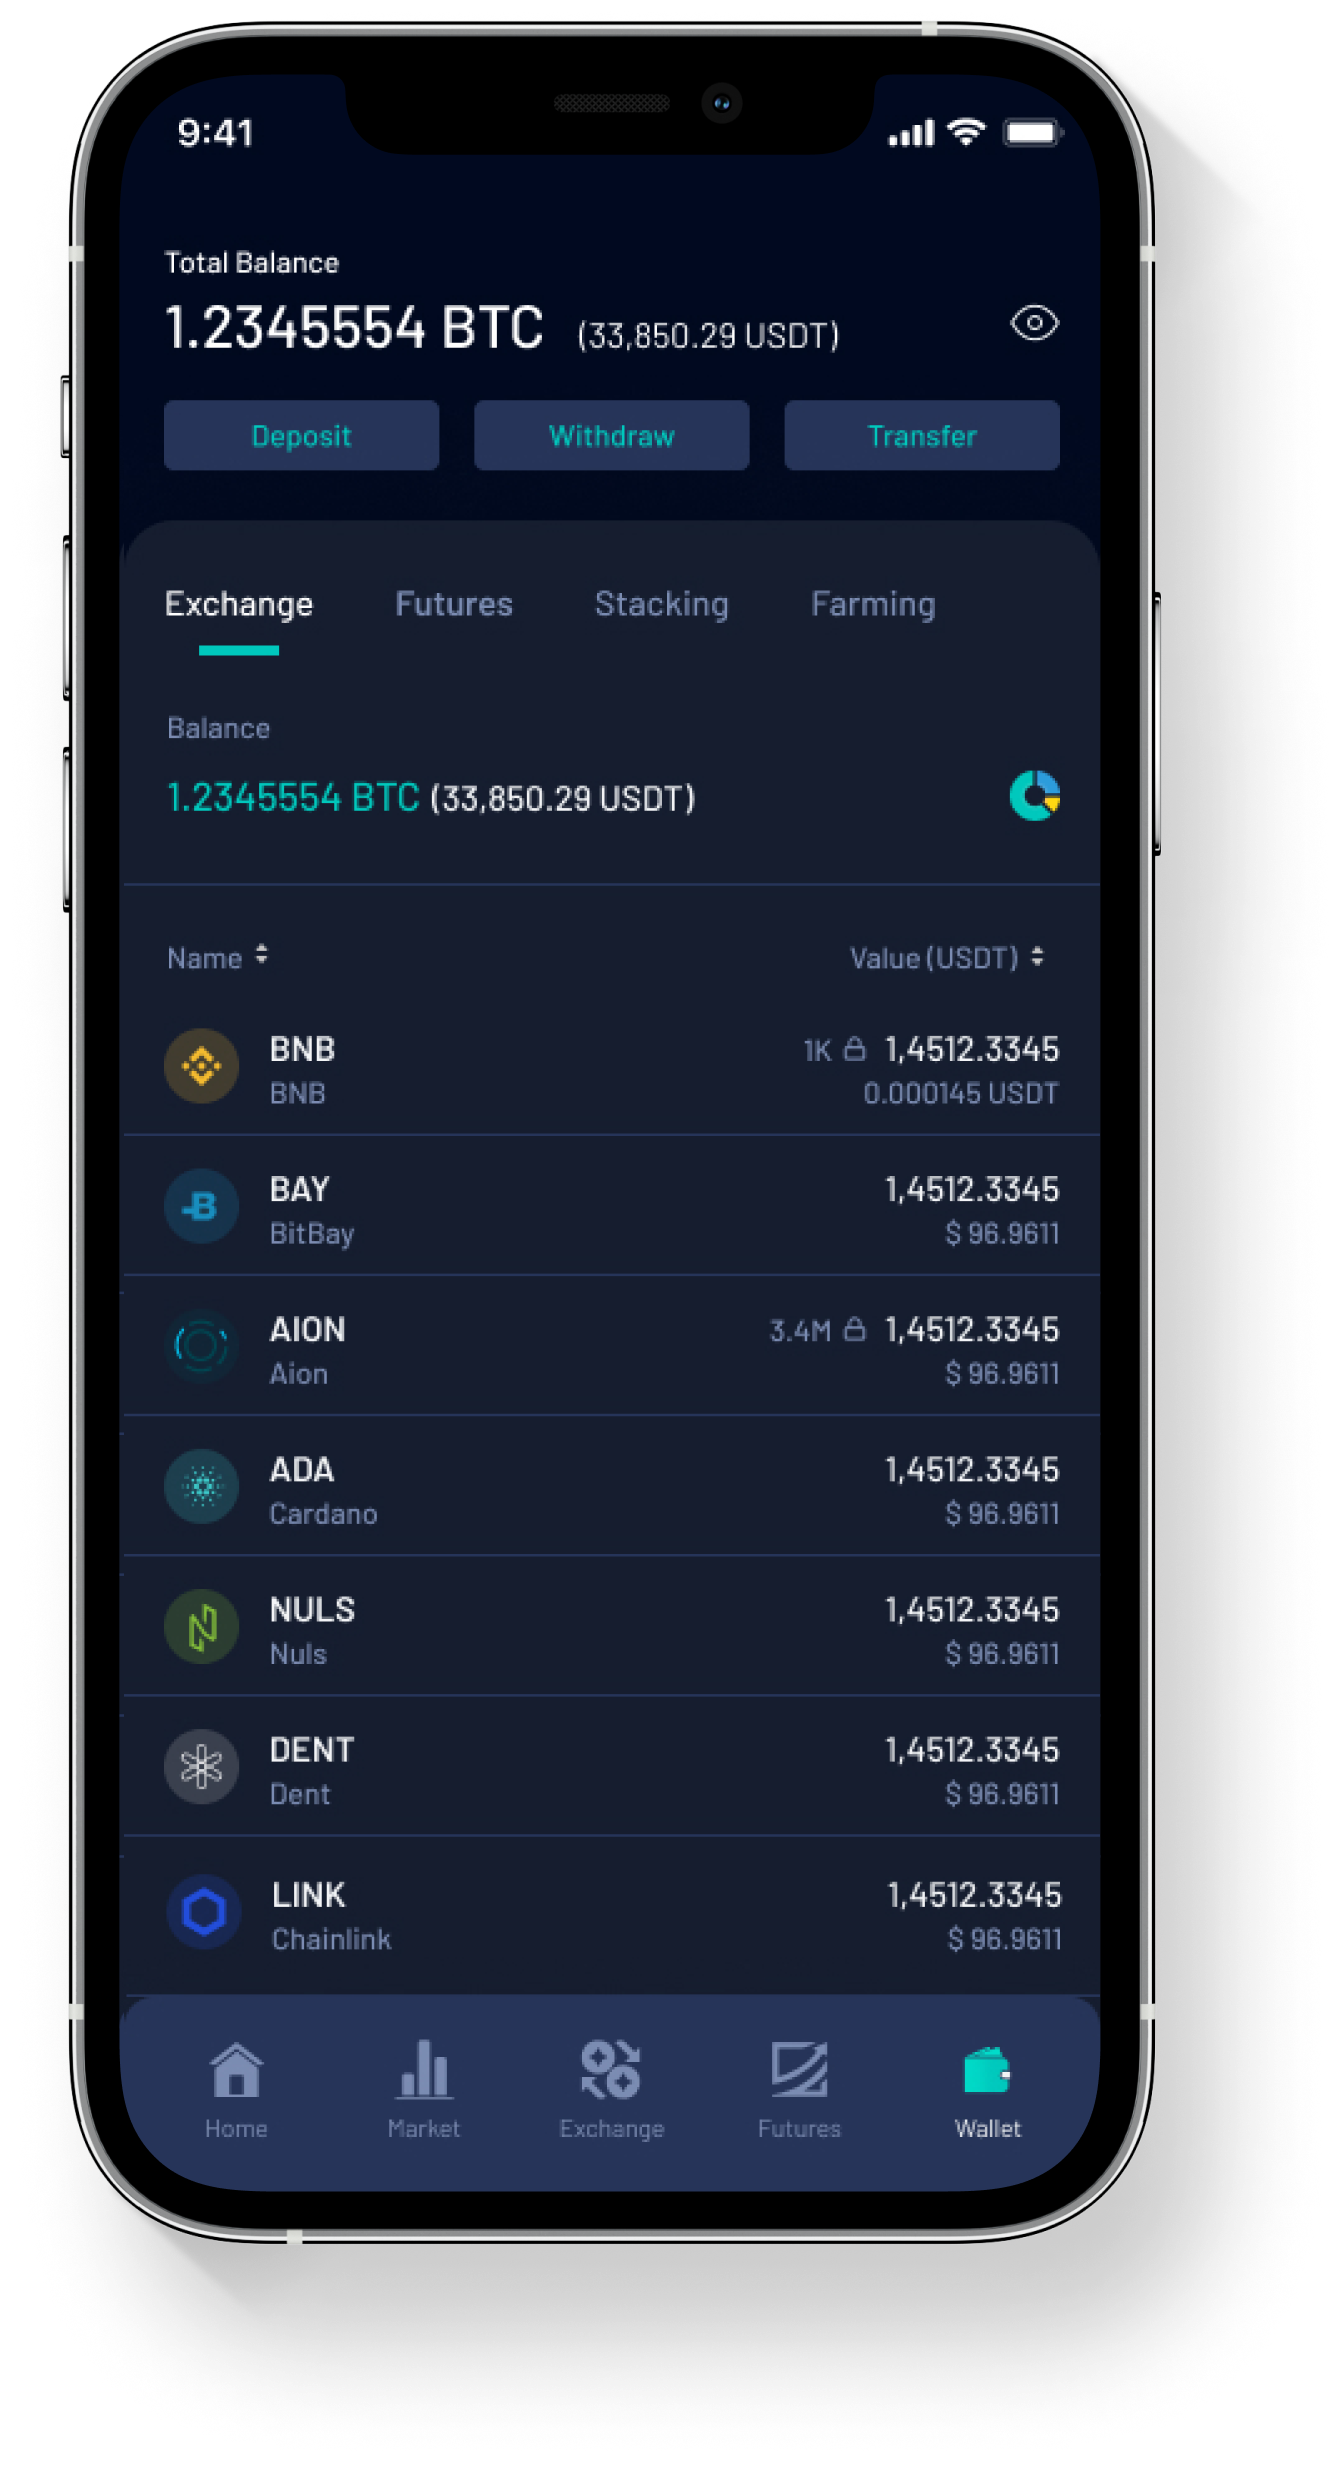 9:41
Total Balance
1.2345554 BTC (33,850.29 USDT)
Deposit Withdraw Transfer
Exchange Futures Stacking Farming
Balance
1.2345554 BTC (33,850.29 USDT)
Name Value (USDT)
BNB 1K 1,4512.3345
BNB 0.000145 USDT
BAY 1,4512.3345
BitBay $ 96.9611
AION 3.4M 1,4512.3345
Aion $ 96.9611
ADA 1,4512.3345
Cardano $ 96.9611
NULS 1,4512.3345
Nuls $ 96.9611
DENT 1,4512.3345
Dent $ 96.9611
LINK 1,4512.3345
Chainlink $ 96.9611
Home Market Exchange Futures Wallet